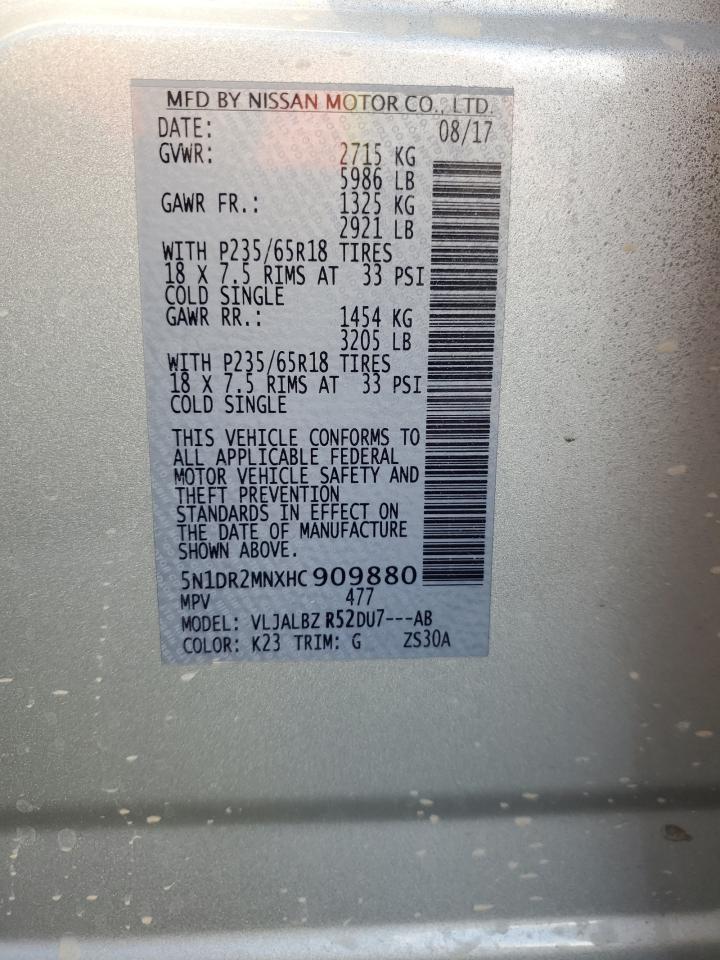 MFD BY NISSAN MOTOR CO., LTD.
DATE: 08/17
GVWR: 2715 KG
5986 LB
GAWR FR.: 1325 KG
2921 LB
WITH P235/65R18 TIRES
18 X 7.5 RIMS AT 33 PSI
COLD SINGLE
GAWR RR.: 1454 KG
3205 LB
WITH P235/65R18 TIRES
18 X 7.5 RIMS AT 33 PSI
COLD SINGLE
THIS VEHICLE CONFORMS TO
ALL APPLICABLE FEDERAL
MOTOR VEHICLE SAFETY AND
THEFT PREVENTION
STANDARDS IN EFFECT ON
THE DATE OF MANUFACTURE
SHOWN ABOVE.
5N1DR2MNXHC909880
MPV 477
MODEL: VLJALBZ R52DU7---AB
COLOR: K23 TRIM: G ZS30A